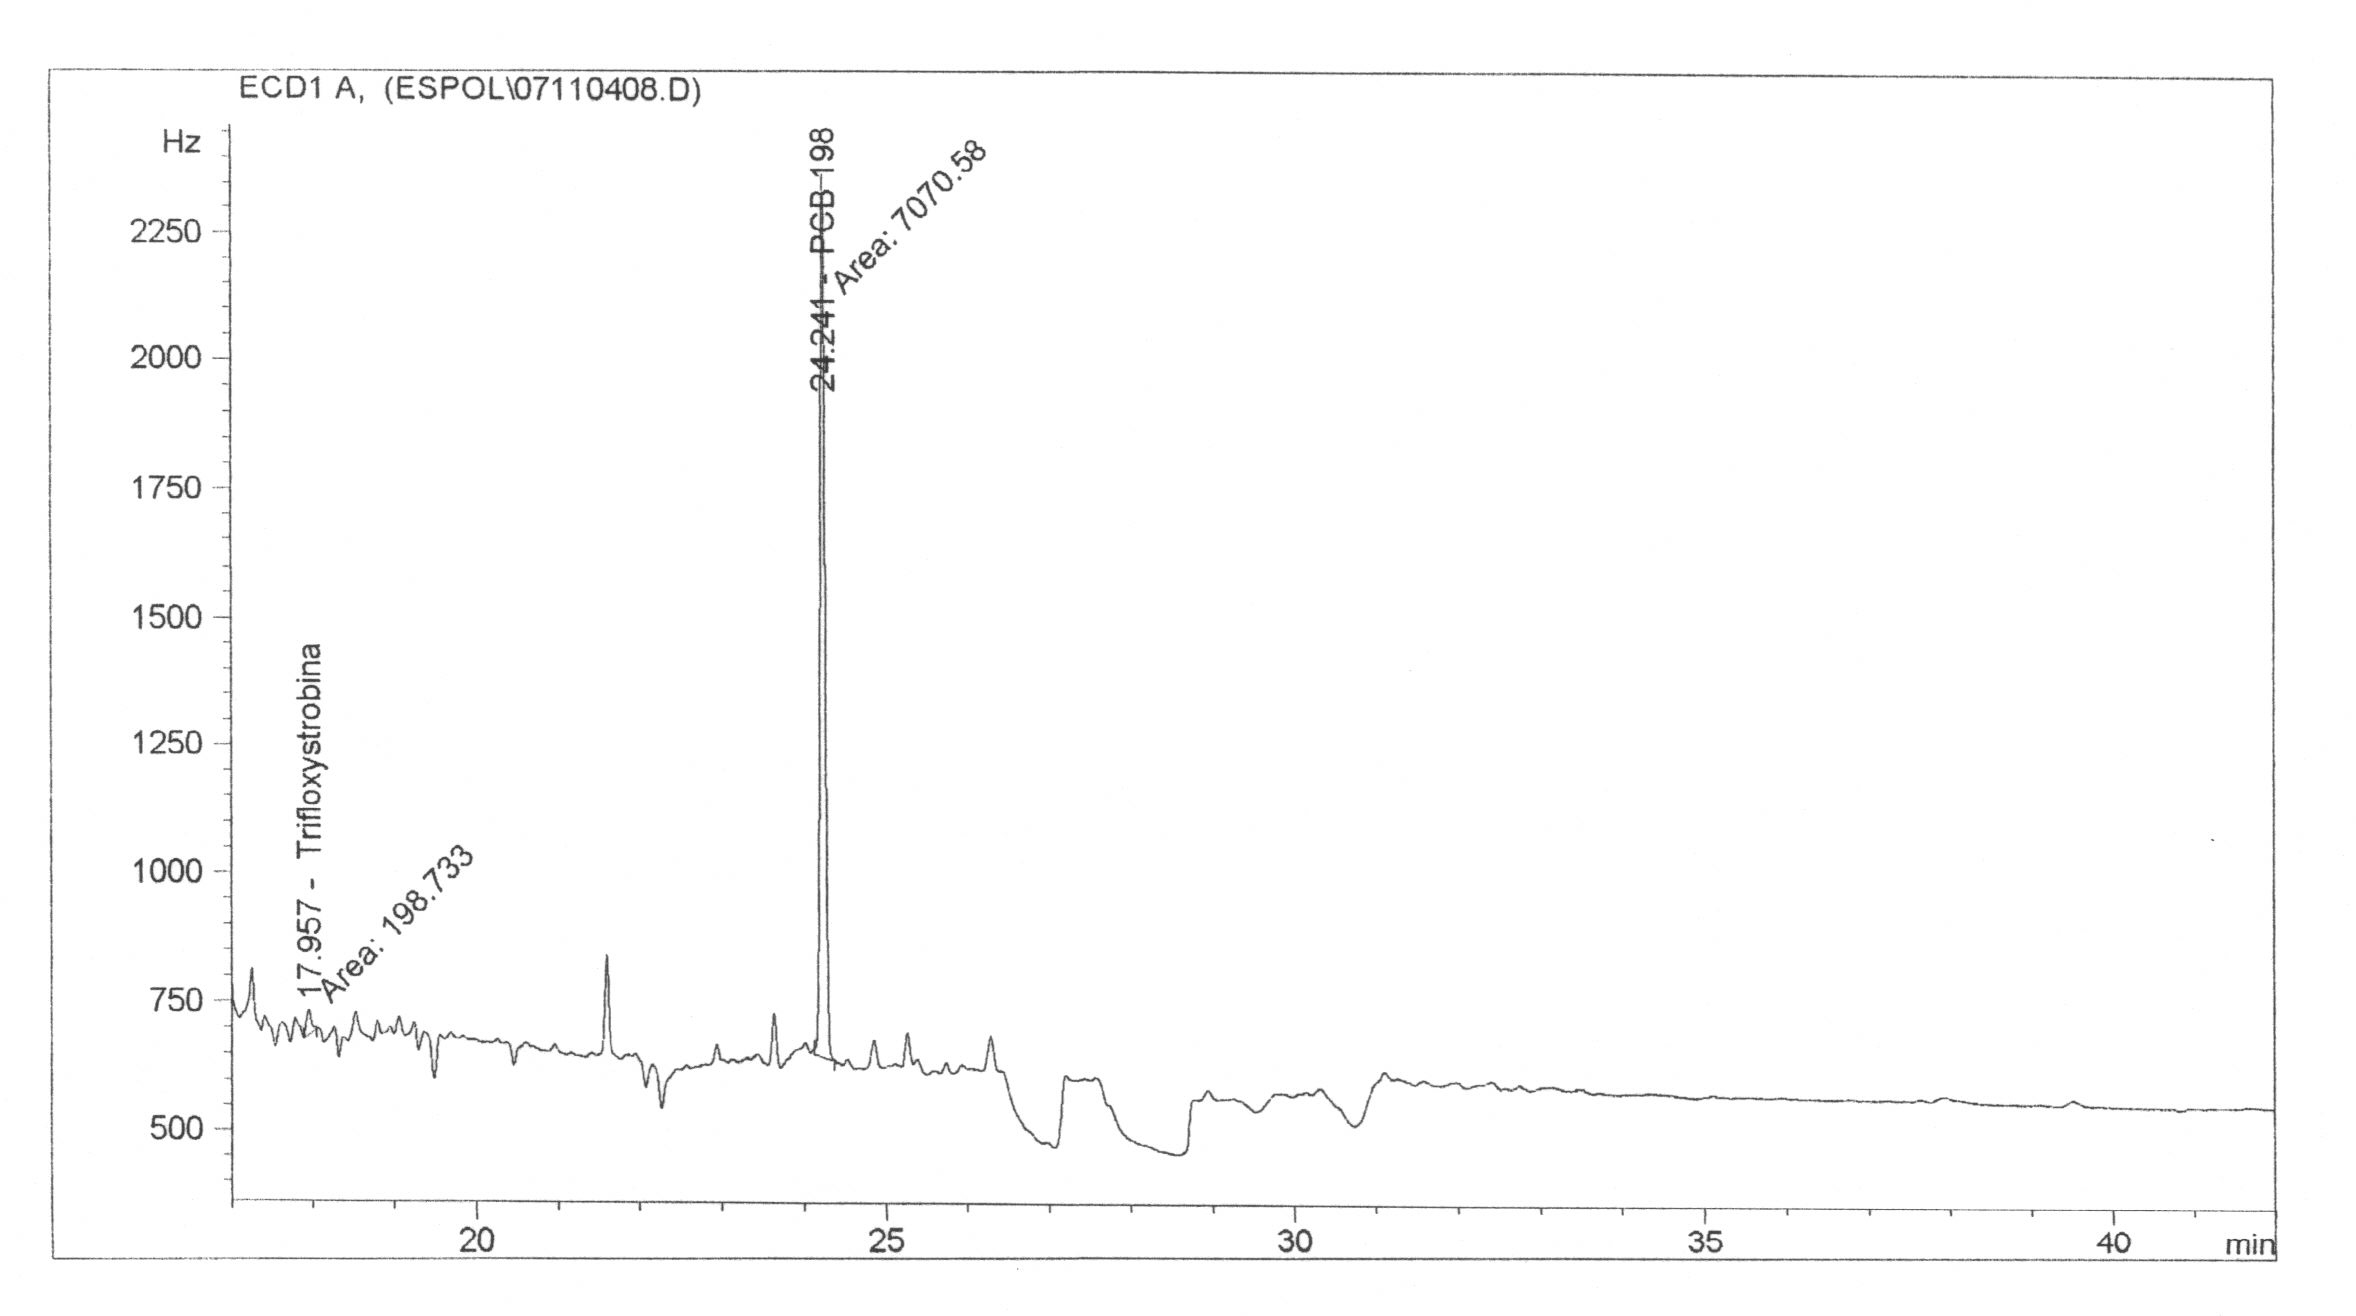 ECD1 A, (ESPOL\07110408.D)
Hz
2250
2000
1750
1500
1250
1000
750
500
17.957 - Trifloxystrobina
Area: 198.733
24.241 - PCB 198
Area: 7070.58
20
25
30
35
40
min